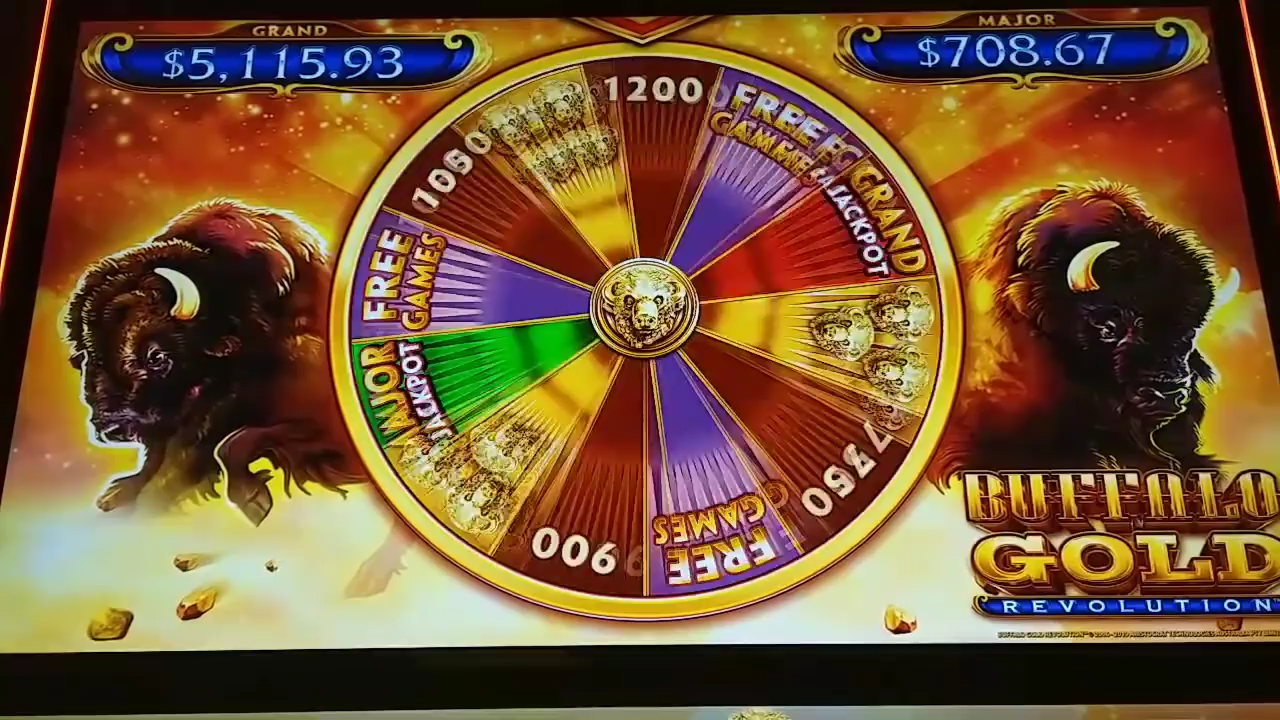 GRAND
$5,115.93
MAJOR
$708.67
1200
FREE
GAMES
GRAND
JACKPOT
FREE
GAMES
900
MAJOR
JACKPOT
FREE
GAMES
1050
BUFFALO
GOLD
REVOLUTION